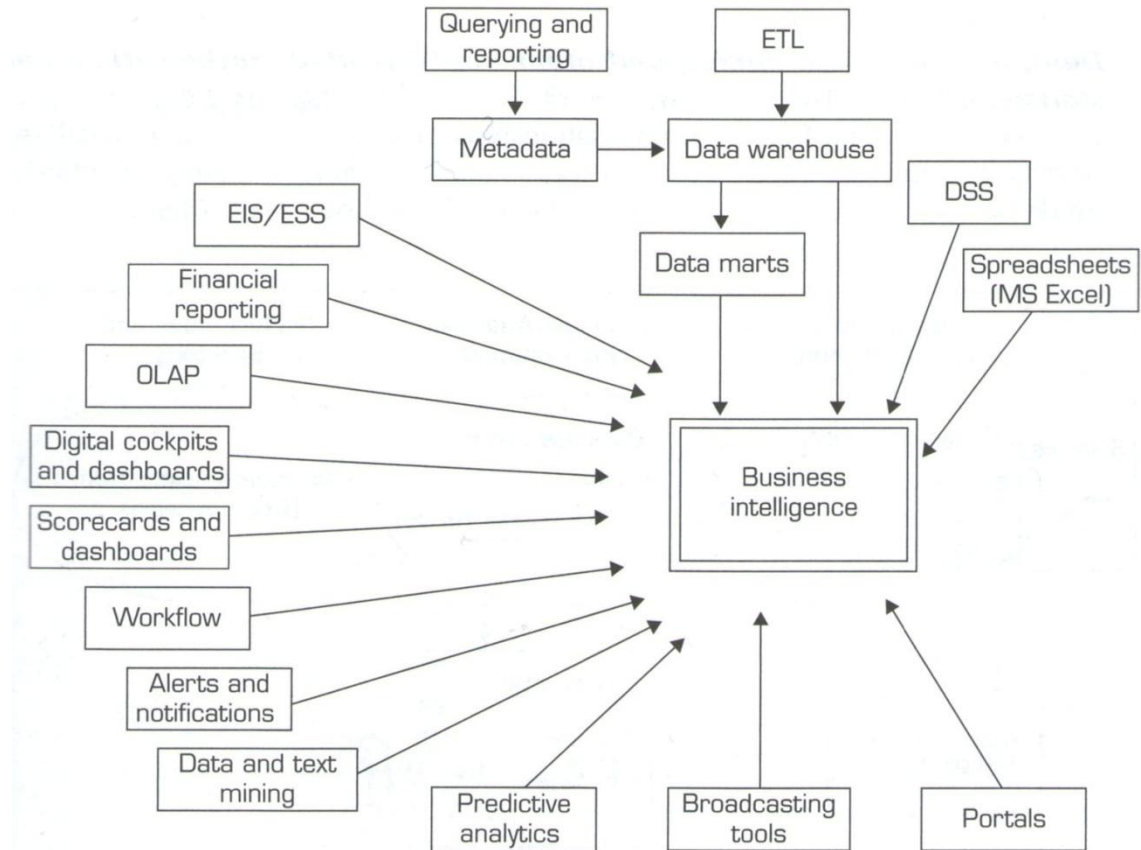 Querying and
reporting
ETL
Metadata
Data warehouse
DSS
EIS/ESS
Data marts
Spreadsheets
(MS Excel)
Financial
reporting
OLAP
Digital cockpits
and dashboards
Business
intelligence
Scorecards and
dashboards
Workflow
Alerts and
notifications
Data and text
mining
Predictive
analytics
Broadcasting
tools
Portals